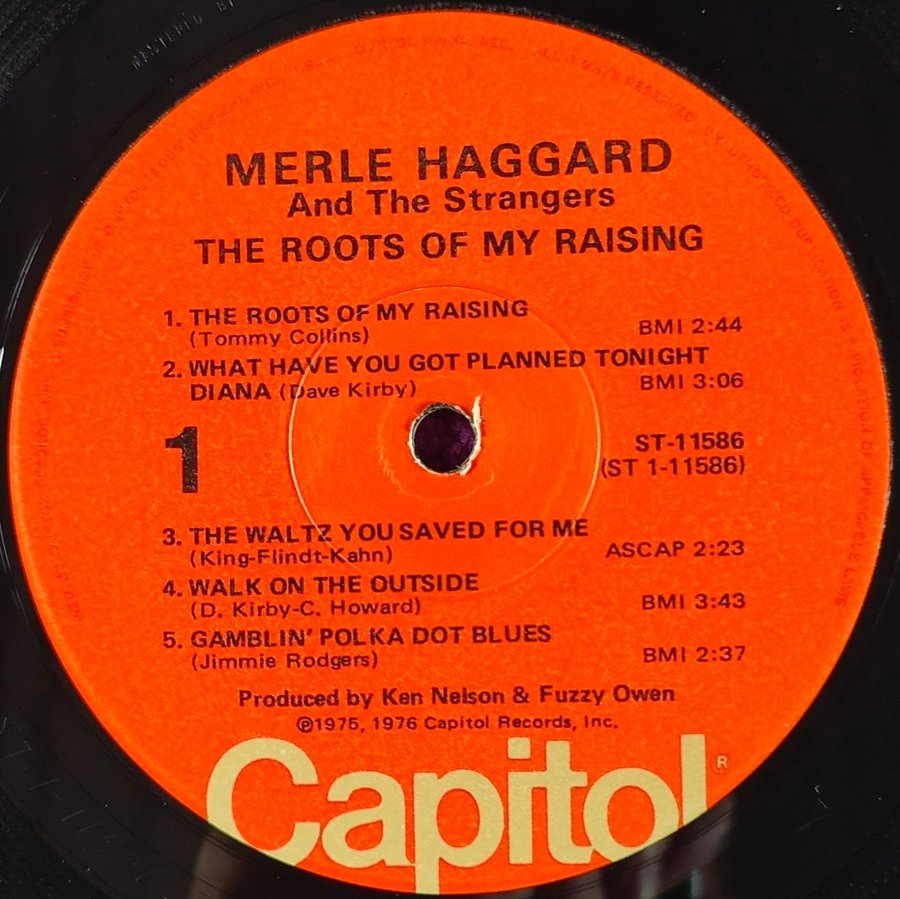 MERLE HAGGARD
And The Strangers
THE ROOTS OF MY RAISING
1. THE ROOTS OF MY RAISING
(Tommy Collins) BMI 2:44
2. WHAT HAVE YOU GOT PLANNED TONIGHT
DIANA (Dave Kirby) BMI 3:06
1
ST-11586
(ST 1-11586)
3. THE WALTZ YOU SAVED FOR ME
(King-Flindt-Kahn) ASCAP 2:23
4. WALK ON THE OUTSIDE
(D. Kirby-C. Howard) BMI 3:43
5. GAMBLIN' POLKA DOT BLUES
(Jimmie Rodgers) BMI 2:37
Produced by Ken Nelson & Fuzzy Owen
℗1975, 1976 Capitol Records, Inc.
Capitol®
MASTERED BY